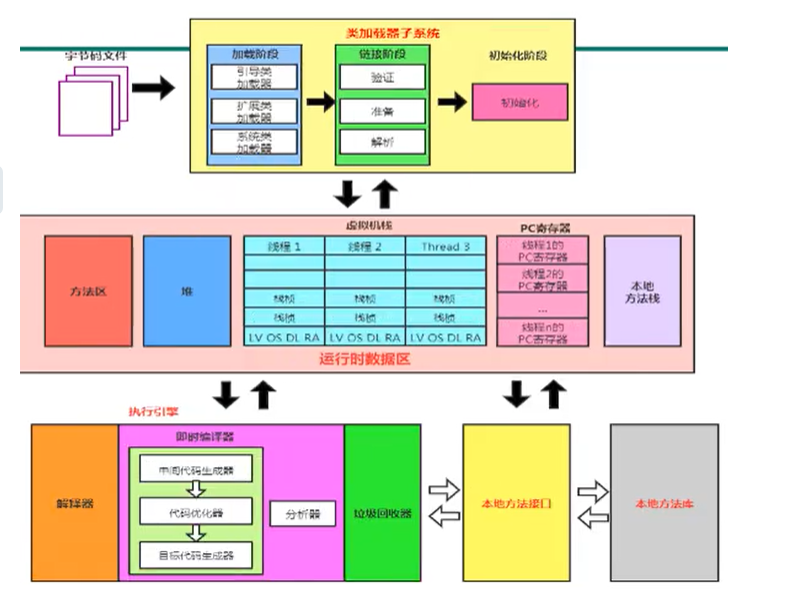 类加载器子系统
字节码文件
加载阶段
引导类
加载器
扩展类
加载器
系统类
加载器
链接阶段
验证
准备
解析
初始化阶段
初始化
虚拟机栈
PC寄存器
方法区
堆
线程 1
线程 2
Thread 3
栈帧
栈帧
栈帧
栈帧
栈帧
栈帧
LV OS DL RA
LV OS DL RA
LV OS DL RA
线程1的
PC寄存器
线程2的
PC寄存器
...
线程n的
PC寄存器
本地
方法栈
运行时数据区
执行引擎
解释器
即时编译器
中间代码生成器
代码优化器
目标代码生成器
分析器
垃圾回收器
本地方法接口
本地方法库